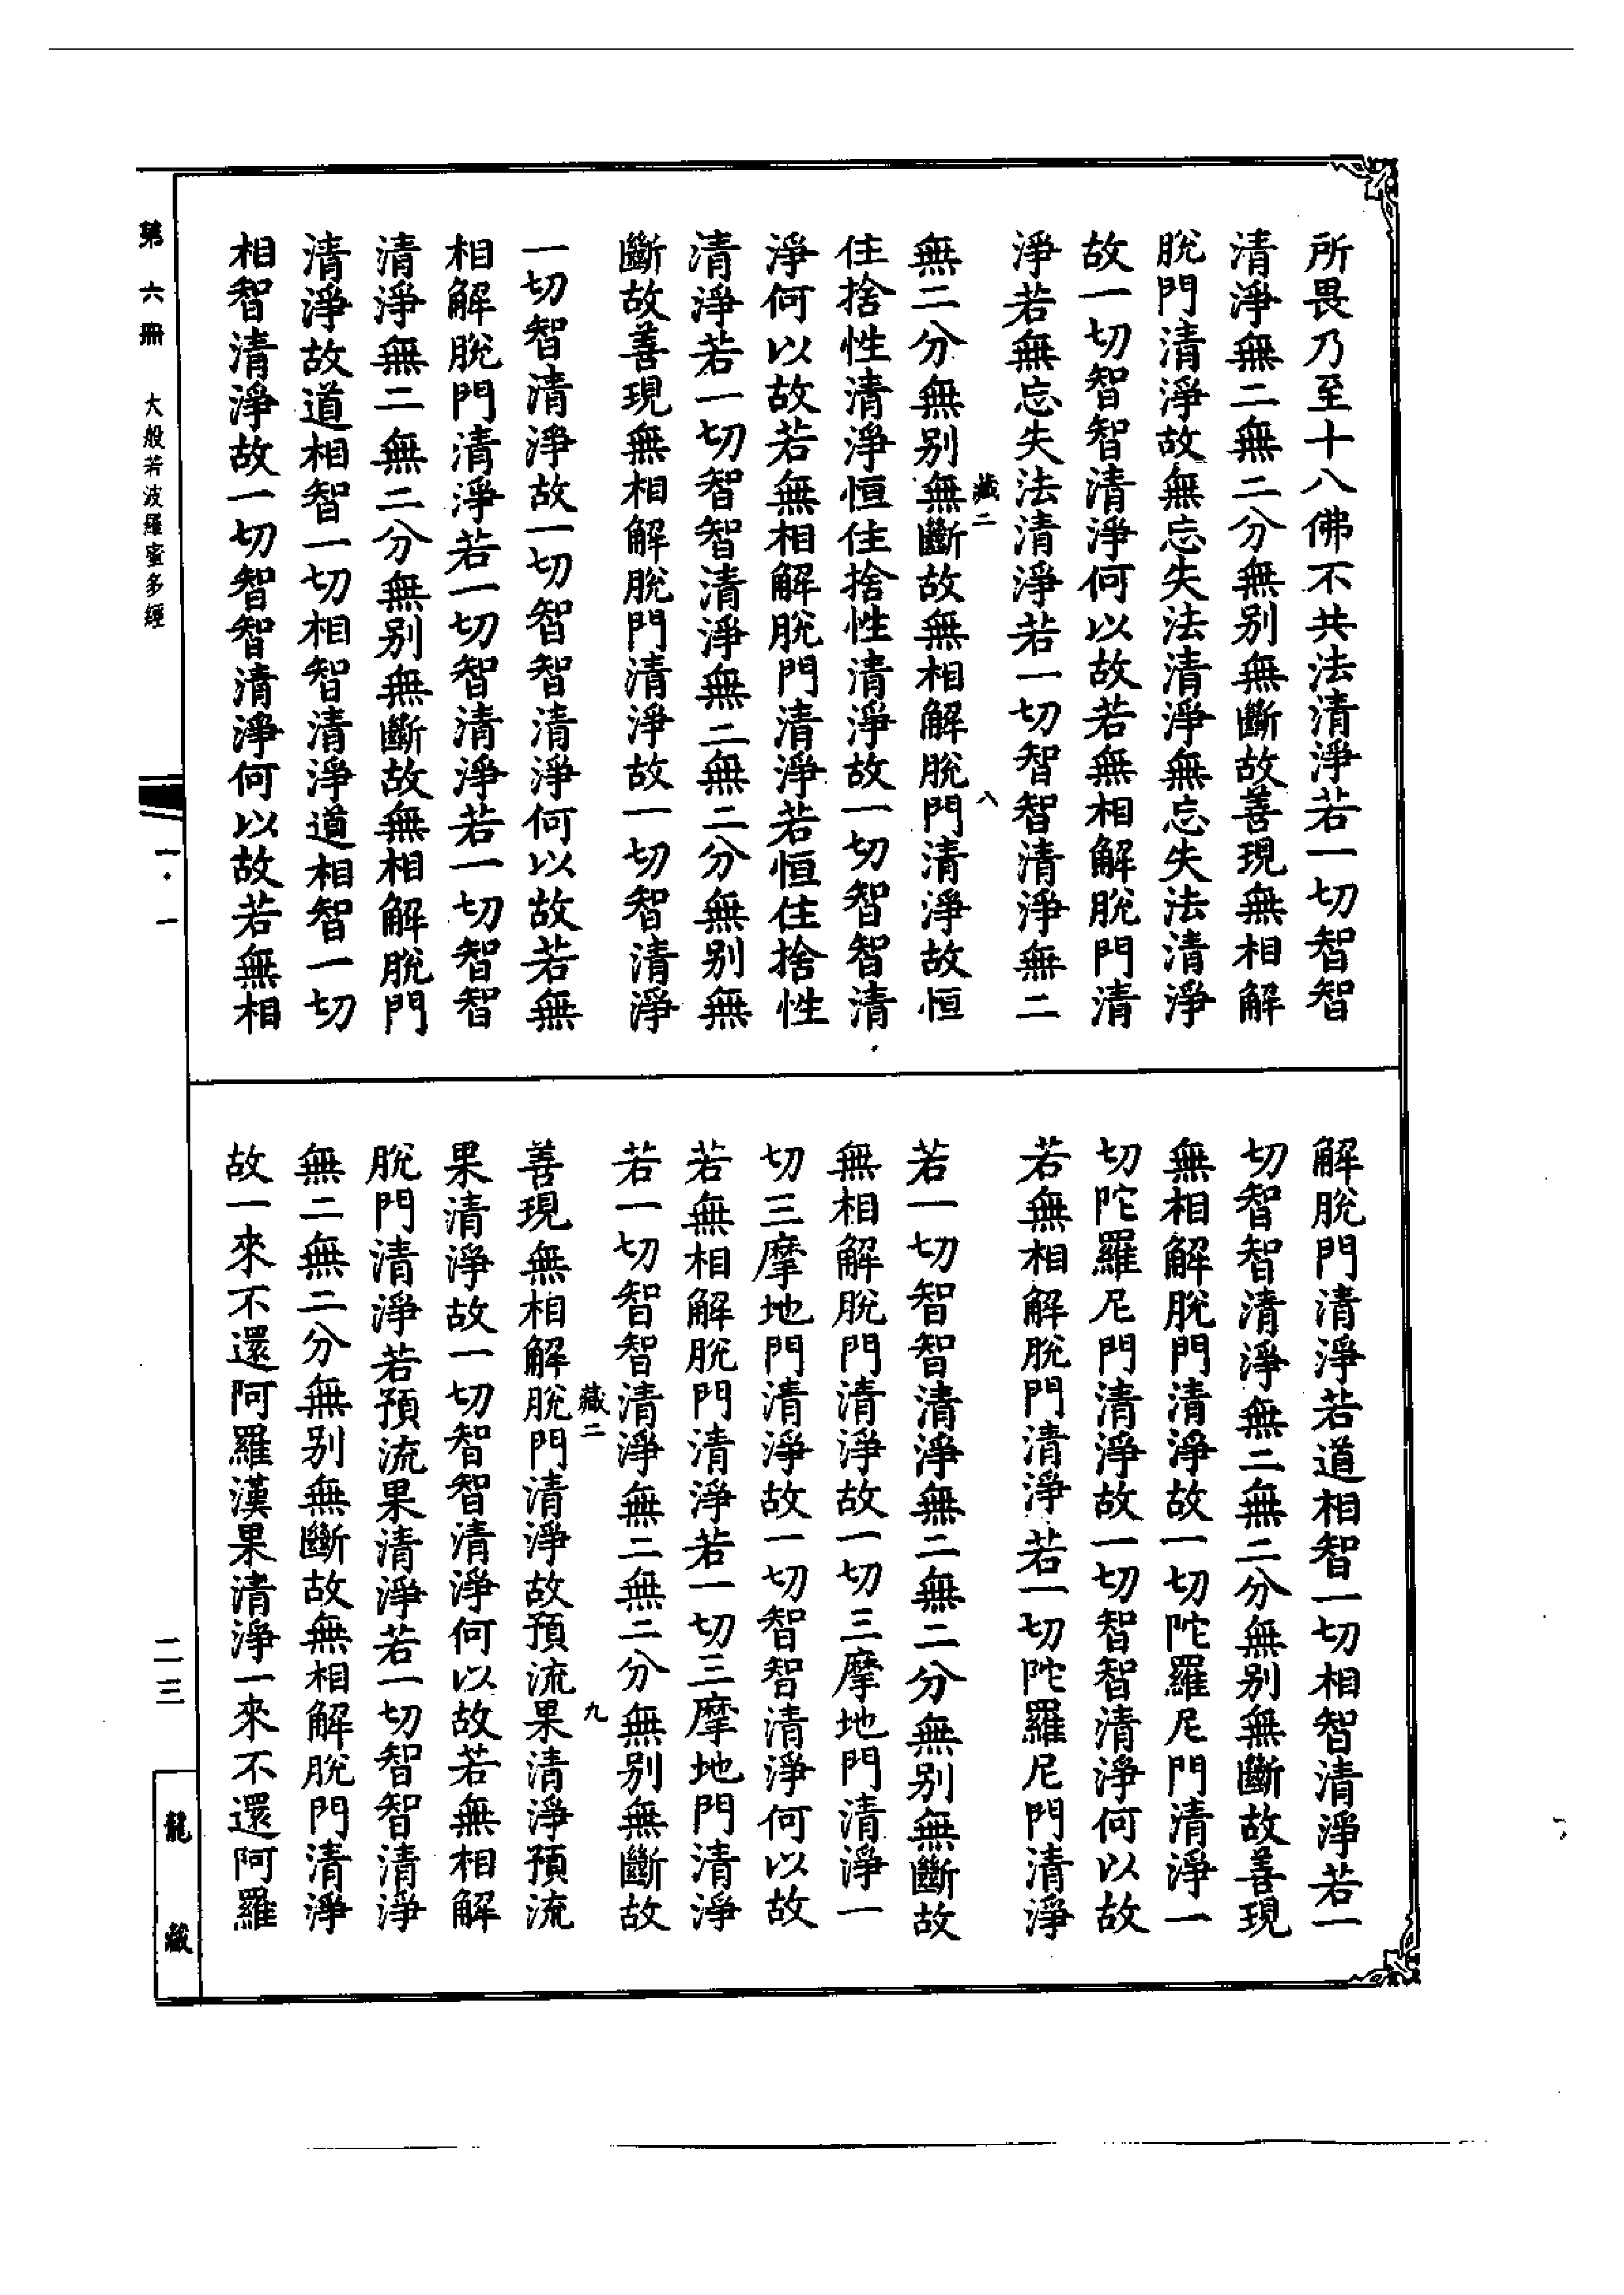 所畏乃至十八佛不共法清淨若一切智智
清淨無二無二分無別無斷故善現無相解
脫門清淨故無忘失法清淨無忘失法清淨
故一切智智清淨何以故若無相解脫門清
淨若無忘失法清淨若一切智智清淨無二
藏二
八
無二分無別無斷故無相解脫門清淨故恒
住捨性清淨恒住捨性清淨故一切智智清
淨何以故若無相解脫門清淨若恒住捨性
清淨若一切智智清淨無二無二分無別無
斷故善現無相解脫門清淨故一切智清淨
一切智清淨故一切智智清淨何以故若無
相解脫門清淨若一切智清淨若一切智智
清淨無二無二分無別無斷故無相解脫門
清淨故道相智一切相智清淨道相智一切
相智清淨故一切智智清淨何以故若無相
解脫門清淨若道相智一切相智清淨若一
切智智清淨無二無二分無別無斷故善現
無相解脫門清淨故一切陀羅尼門清淨一
切陀羅尼門清淨故一切智智清淨何以故
若無相解脫門清淨若一切陀羅尼門清淨
若一切智智清淨無二無二分無別無斷故
無相解脫門清淨故一切三摩地門清淨一
切三摩地門清淨故一切智智清淨何以故
若無相解脫門清淨若一切三摩地門清淨
若一切智智清淨無二無二分無別無斷故
藏二
九
善現無相解脫門清淨故預流果清淨預流
果清淨故一切智智清淨何以故若無相解
脫門清淨若預流果清淨若一切智智清淨
無二無二分無別無斷故無相解脫門清淨
故一來不還阿羅漢果清淨一來不還阿羅
第六冊 大般若波羅蜜多經
一·一
二三
龍藏